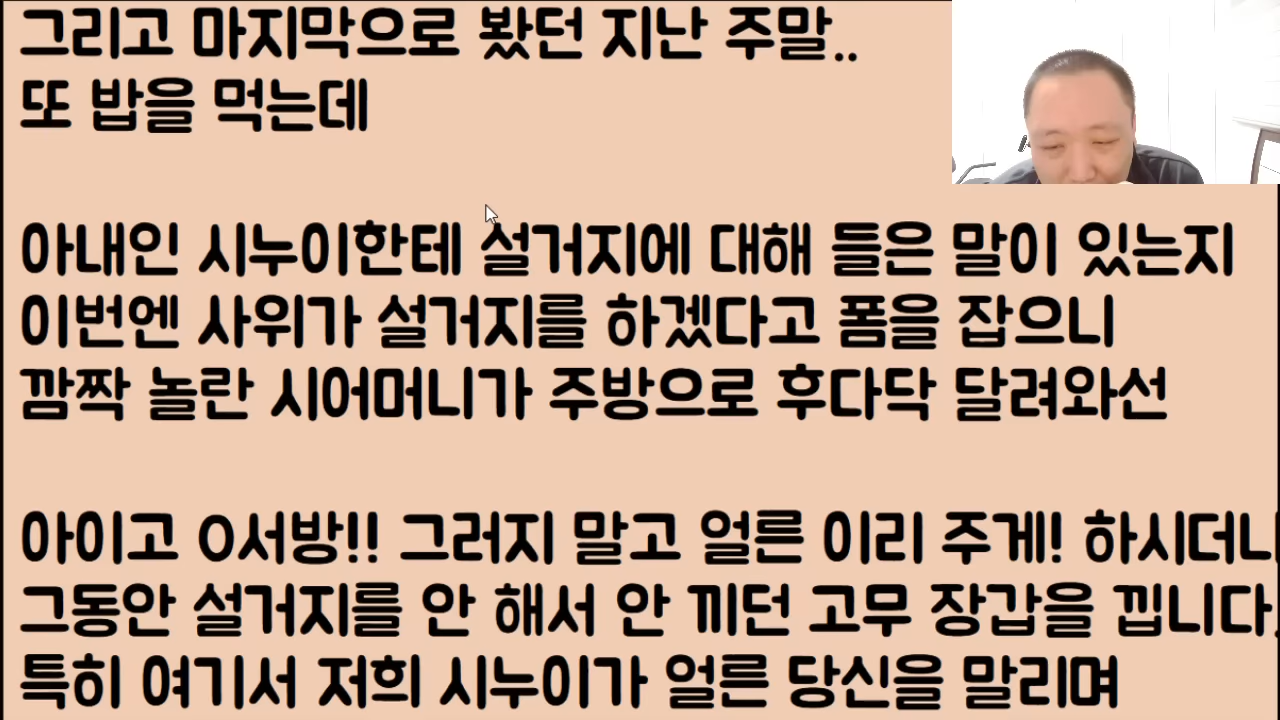 그리고 마지막으로 봤던 지난 주말..
또 밥을 먹는데
아내인 시누이한테 설거지에 대해 들은 말이 있는지
이번엔 사위가 설거지를 하겠다고 폼을 잡으니
깜짝 놀란 시어머니가 주방으로 후다닥 달려와선
아이고 O서방!! 그러지 말고 얼른 이리 주게! 하시더니
그동안 설거지를 안 해서 안 끼던 고무 장갑을 낍니다.
특히 여기서 저희 시누이가 얼른 당신을 말리며